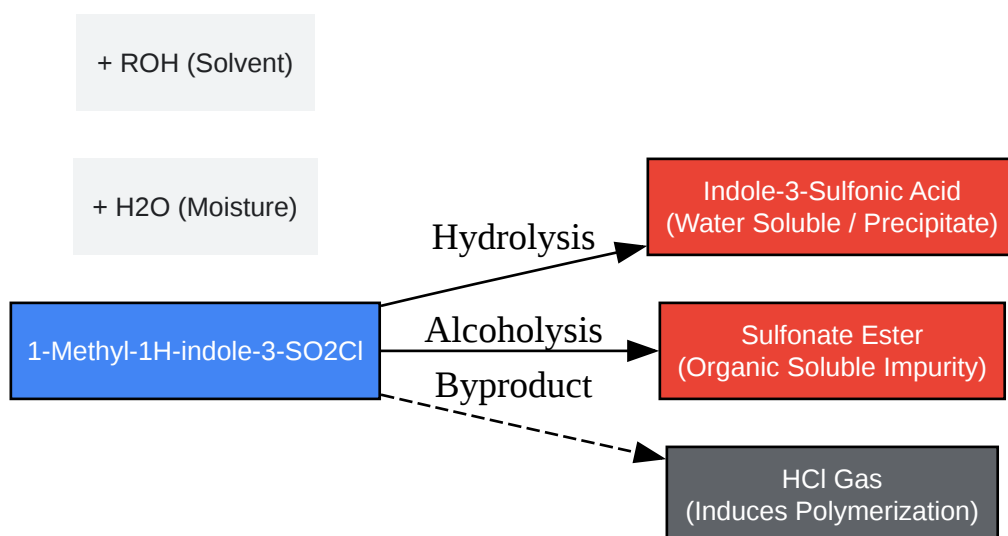 + ROH (Solvent)
+ H2O (Moisture)
Indole-3-Sulfonic Acid
(Water Soluble / Precipitate)
Hydrolysis
1-Methyl-1H-indole-3-SO2Cl
Alcoholysis
Sulfonate Ester
(Organic Soluble Impurity)
Byproduct
HCl Gas
(Induces Polymerization)